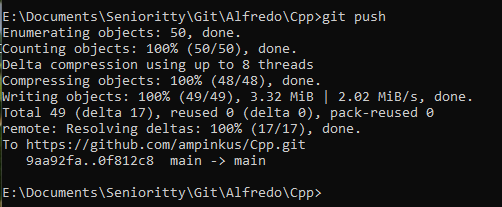 E:\Documents\Senioritty\Git\Alfredo\Cpp>git push
Enumerating objects: 50, done.
Counting objects: 100% (50/50), done.
Delta compression using up to 8 threads
Compressing objects: 100% (48/48), done.
Writing objects: 100% (49/49), 3.32 MiB | 2.02 MiB/s, done.
Total 49 (delta 17), reused 0 (delta 0), pack-reused 0
remote: Resolving deltas: 100% (17/17), done.
To https://github.com/ampinkus/Cpp.git
   9aa92fa..0f812c8  main -> main
E:\Documents\Senioritty\Git\Alfredo\Cpp>